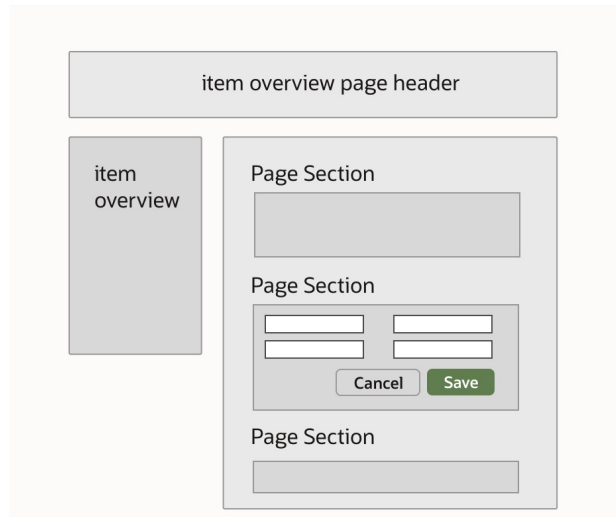 item overview page header
item
overview
Page Section
Page Section
Cancel
Save
Page Section